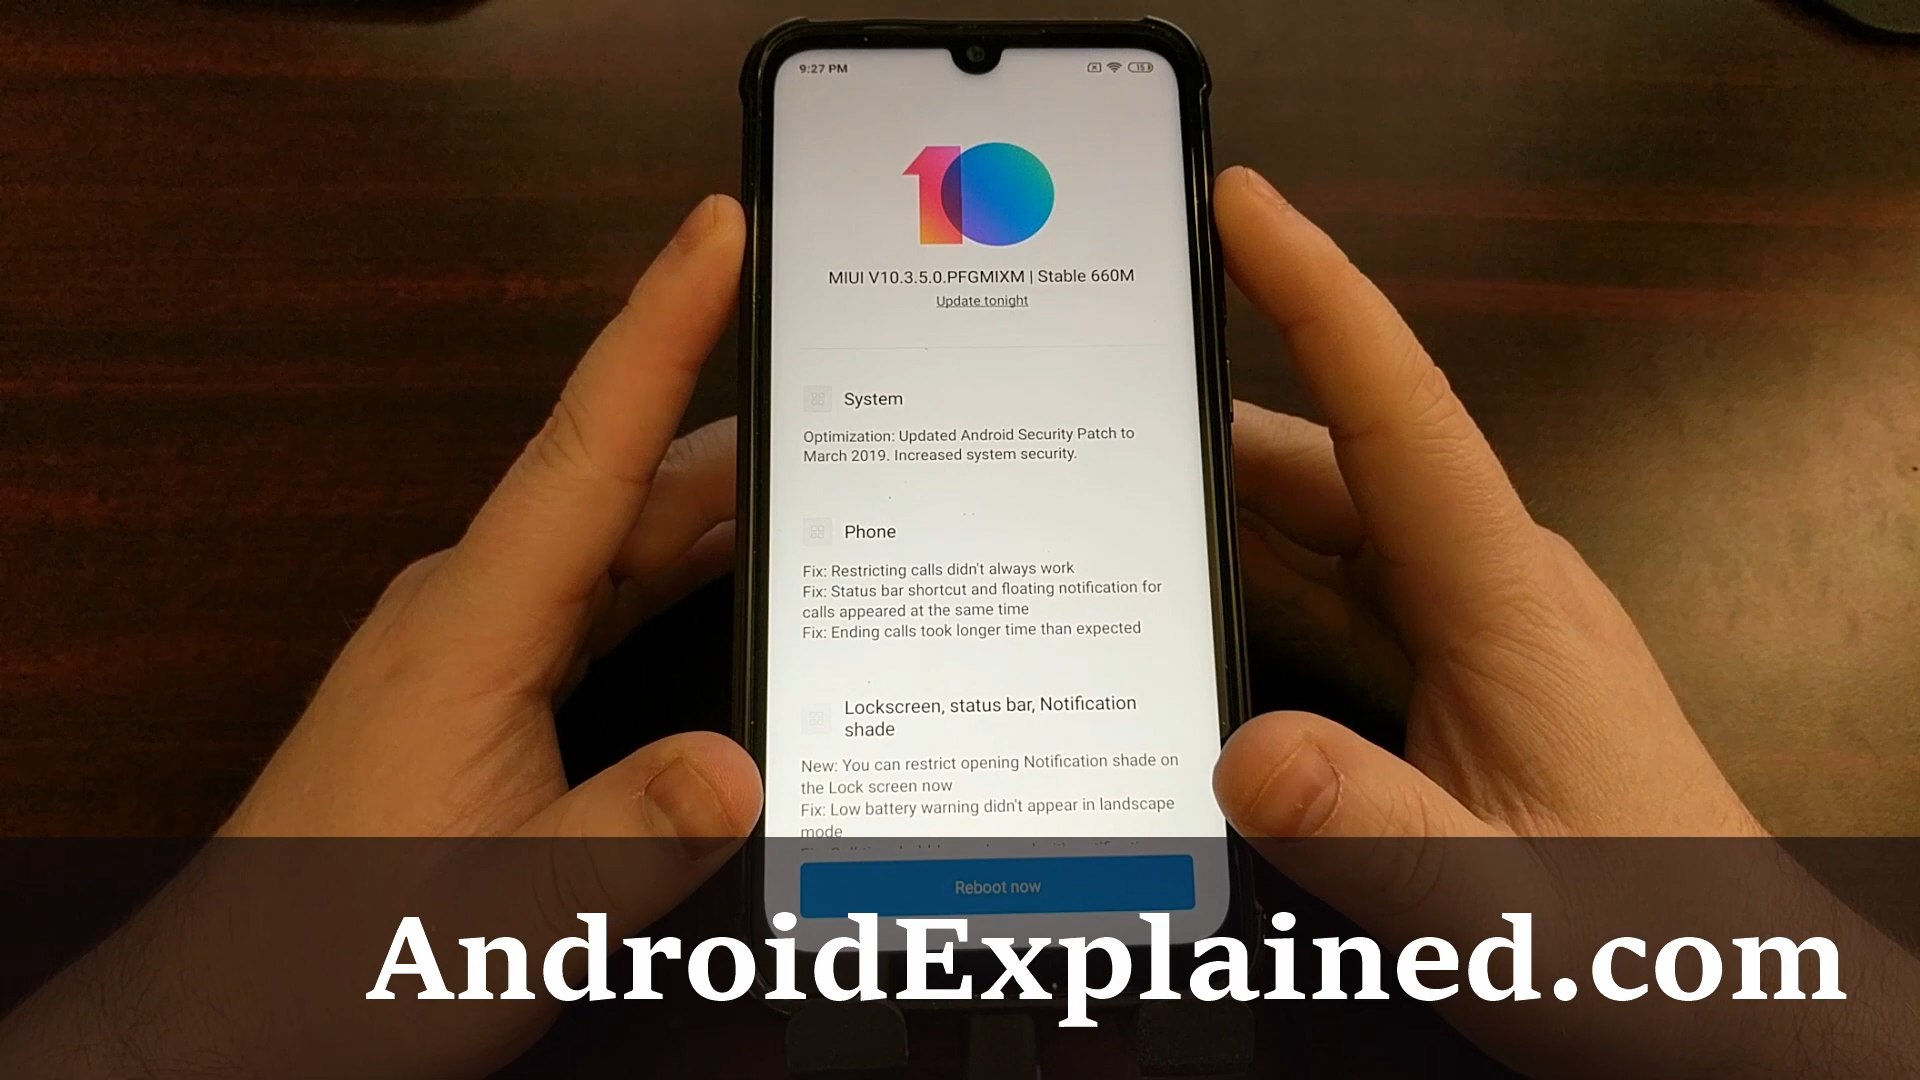 9:27 PM
15
10
MIUI V10.3.5.0.PFGMIXM | Stable 660M
Update tonight
System
Optimization: Updated Android Security Patch to
March 2019. Increased system security.
Phone
Fix: Restricting calls didn't always work
Fix: Status bar shortcut and floating notification for
calls appeared at the same time
Fix: Ending calls took longer time than expected
Lockscreen, status bar, Notification
shade
New: You can restrict opening Notification shade on
the Lock screen now
Fix: Low battery warning didn't appear in landscape
mode
Reboot now
AndroidExplained.com